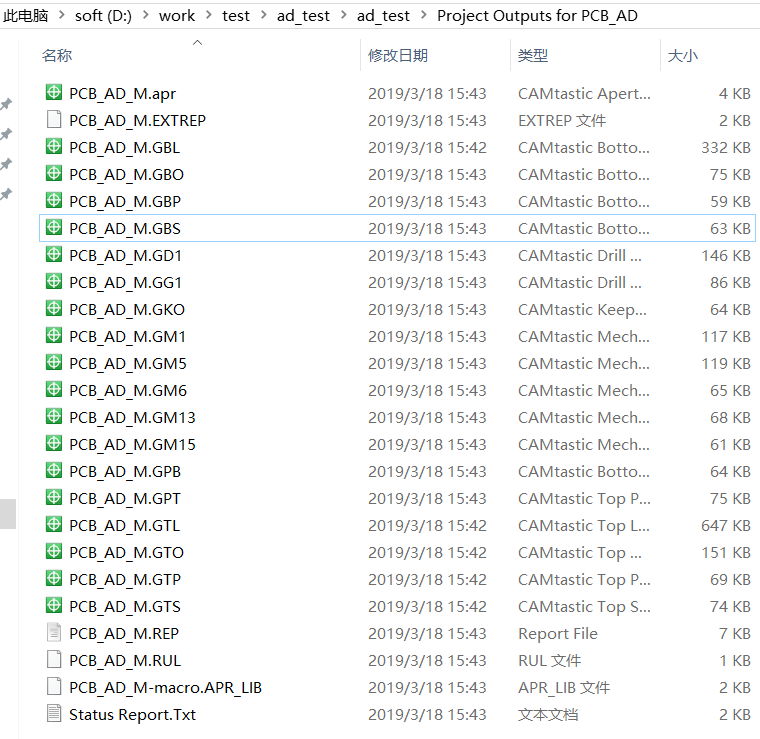 此电脑 > soft (D:) > work > test > ad_test > ad_test > Project Outputs for PCB_AD
名称 修改日期 类型 大小
PCB_AD_M.apr 2019/3/18 15:43 CAMtastic Apert... 4 KB
PCB_AD_M.EXTREP 2019/3/18 15:43 EXTREP 文件 2 KB
PCB_AD_M.GBL 2019/3/18 15:42 CAMtastic Botto... 332 KB
PCB_AD_M.GBO 2019/3/18 15:43 CAMtastic Botto... 75 KB
PCB_AD_M.GBP 2019/3/18 15:43 CAMtastic Botto... 59 KB
PCB_AD_M.GBS 2019/3/18 15:43 CAMtastic Botto... 63 KB
PCB_AD_M.GD1 2019/3/18 15:43 CAMtastic Drill ... 146 KB
PCB_AD_M.GG1 2019/3/18 15:43 CAMtastic Drill ... 86 KB
PCB_AD_M.GKO 2019/3/18 15:43 CAMtastic Keep... 64 KB
PCB_AD_M.GM1 2019/3/18 15:43 CAMtastic Mech... 117 KB
PCB_AD_M.GM5 2019/3/18 15:43 CAMtastic Mech... 119 KB
PCB_AD_M.GM6 2019/3/18 15:43 CAMtastic Mech... 65 KB
PCB_AD_M.GM13 2019/3/18 15:43 CAMtastic Mech... 68 KB
PCB_AD_M.GM15 2019/3/18 15:43 CAMtastic Mech... 61 KB
PCB_AD_M.GPB 2019/3/18 15:43 CAMtastic Botto... 64 KB
PCB_AD_M.GPT 2019/3/18 15:43 CAMtastic Top P... 75 KB
PCB_AD_M.GTL 2019/3/18 15:42 CAMtastic Top L... 647 KB
PCB_AD_M.GTO 2019/3/18 15:42 CAMtastic Top ... 151 KB
PCB_AD_M.GTP 2019/3/18 15:42 CAMtastic Top P... 69 KB
PCB_AD_M.GTS 2019/3/18 15:42 CAMtastic Top S... 74 KB
PCB_AD_M.REP 2019/3/18 15:43 Report File 7 KB
PCB_AD_M.RUL 2019/3/18 15:43 RUL 文件 1 KB
PCB_AD_M-macro.APR_LIB 2019/3/18 15:43 APR_LIB 文件 2 KB
Status Report.Txt 2019/3/18 15:43 文本文档 2 KB